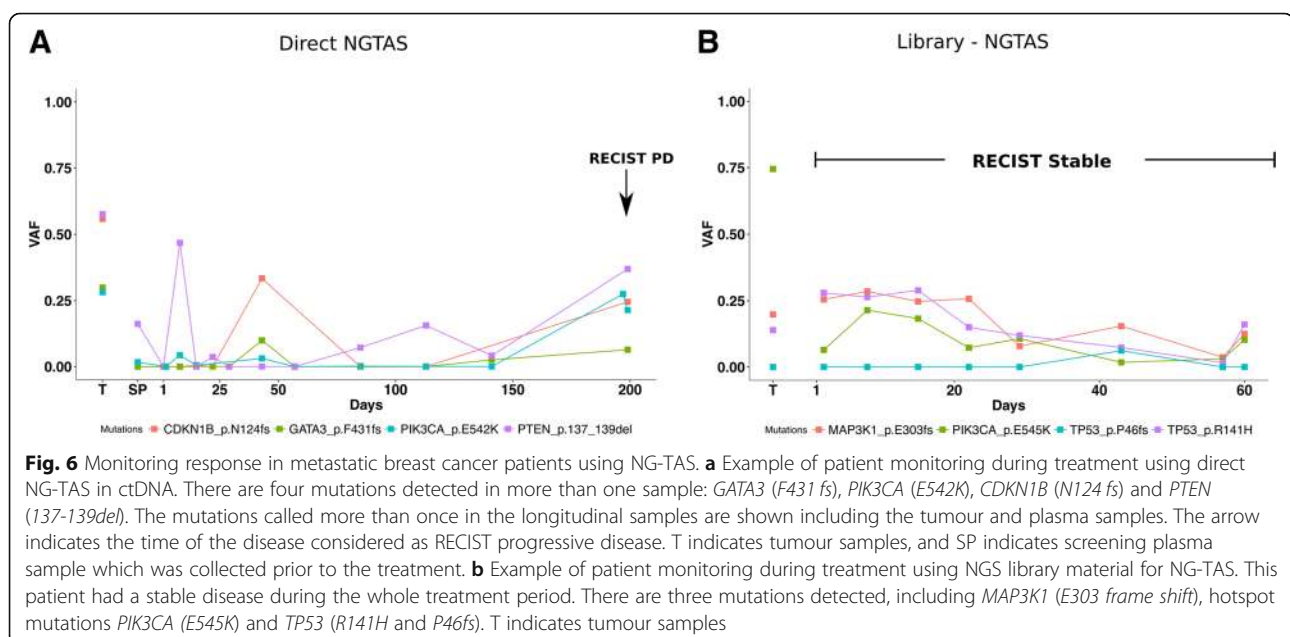 A
Direct NGTAS
B
Library - NGTAS
1.00
0.75
0.50
0.25
0.00
VAF
RECIST PD
T SP 1 25 50 100 150 200
Days
Mutations CDKN1B_p.N124fs GATA3_p.F431fs PIK3CA_p.E542K PTEN_p.137_139del
1.00
0.75
0.50
0.25
0.00
VAF
RECIST Stable
T 1 20 40 60
Days
Mutations MAP3K1_p.E303fs PIK3CA_p.E545K TP53_p.P46fs TP53_p.R141H
Fig. 6 Monitoring response in metastatic breast cancer patients using NG-TAS. a Example of patient monitoring during treatment using direct
NG-TAS in ctDNA. There are four mutations detected in more than one sample: GATA3 (F431 fs), PIK3CA (E542K), CDKN1B (N124 fs) and PTEN
(137-139del). The mutations called more than once in the longitudinal samples are shown including the tumour and plasma samples. The arrow
indicates the time of the disease considered as RECIST progressive disease. T indicates tumour samples, and SP indicates screening plasma
sample which was collected prior to the treatment. b Example of patient monitoring during treatment using NGS library material for NG-TAS. This
patient had a stable disease during the whole treatment period. There are three mutations detected, including MAP3K1 (E303 frame shift), hotspot
mutations PIK3CA (E545K) and TP53 (R141H and P46fs). T indicates tumour samples